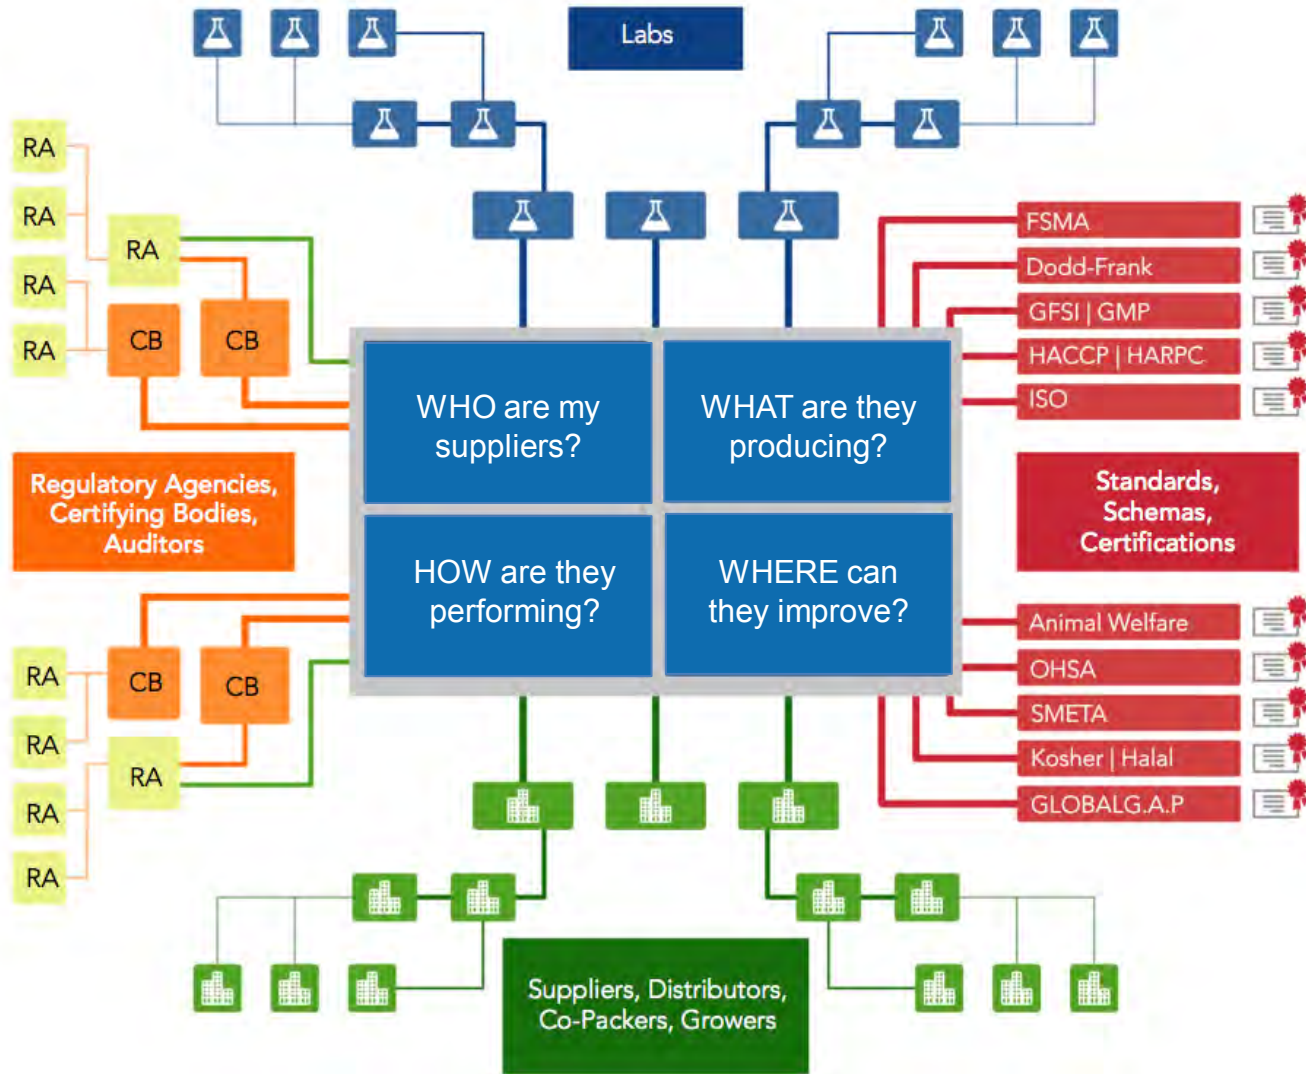 Labs
RA
RA
RA
RA
RA
CB
CB
FSMA
Dodd-Frank
GFSI | GMP
HACCP | HARPC
ISO
WHO are my
suppliers?
WHAT are they
producing?
Regulatory Agencies,
Certifying Bodies,
Auditors
Standards,
Schemas,
Certifications
HOW are they
performing?
WHERE can
they improve?
RA
RA
RA
RA
CB
CB
RA
Animal Welfare
OHSA
SMETA
Kosher | Halal
GLOBALG.A.P
Suppliers, Distributors,
Co-Packers, Growers